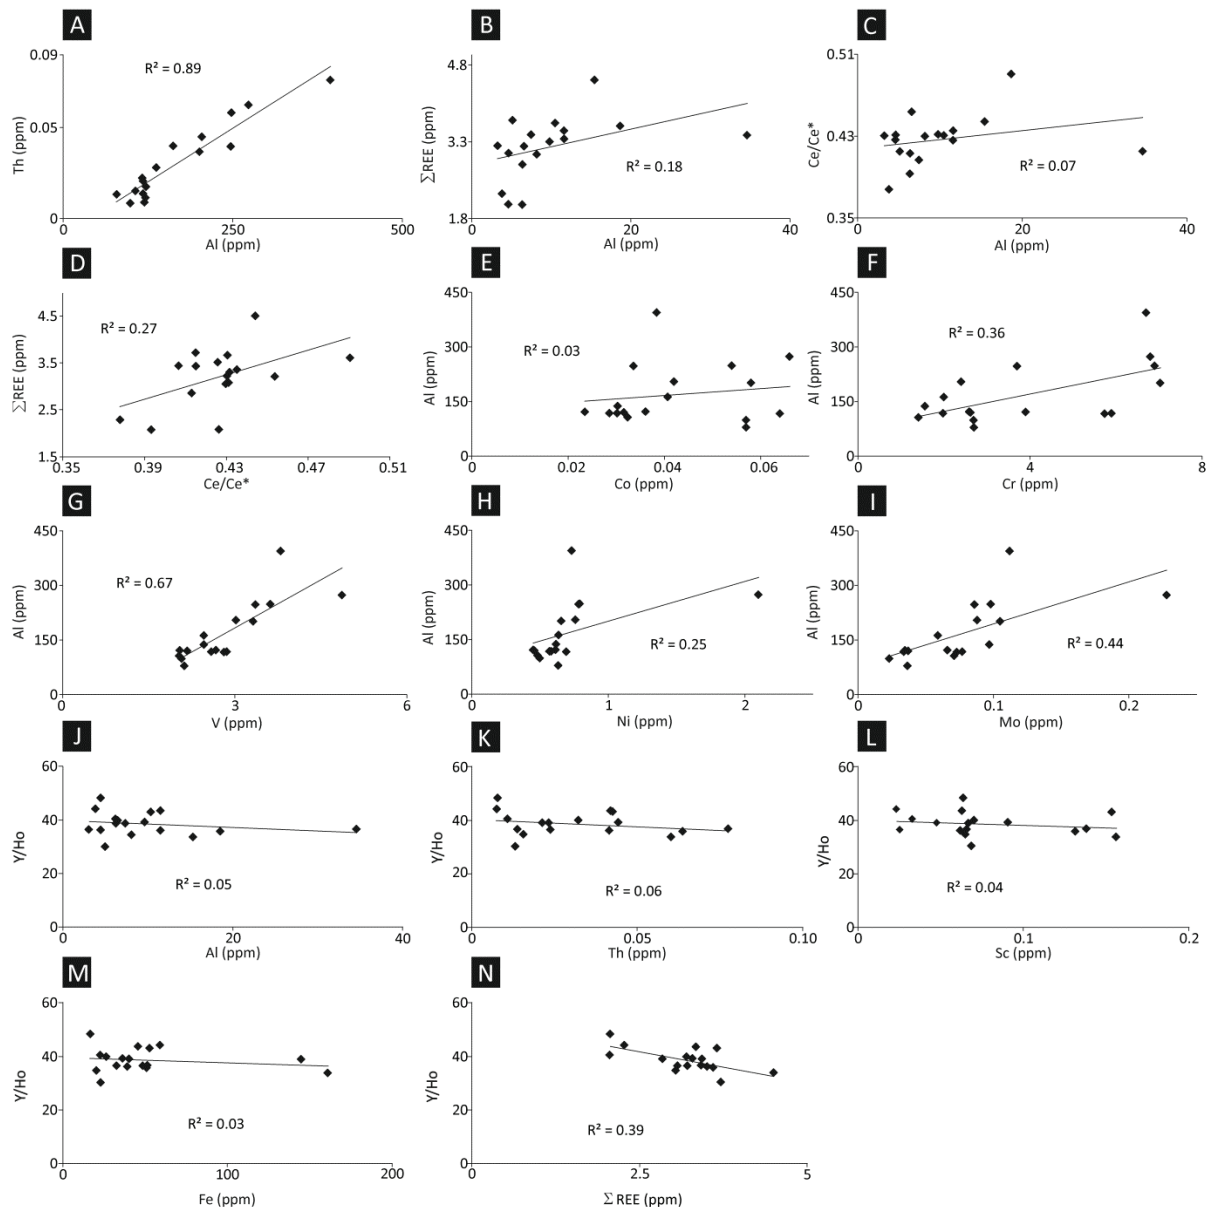 A
B
C
R² = 0.89
Th (ppm)
0.09
0.05
0
0
250
500
Al (ppm)
R² = 0.18
∑REE (ppm)
4.8
3.3
1.8
0
20
40
Al (ppm)
R² = 0.07
Ce/Ce*
0.51
0.43
0.35
0
20
40
Al (ppm)
D
E
F
R² = 0.27
∑REE (ppm)
4.5
3.5
2.5
1.5
0.35
0.39
0.43
0.47
0.51
Ce/Ce*
R² = 0.03
Al (ppm)
450
300
150
0
0
0.02
0.04
0.06
Co (ppm)
R² = 0.36
Al (ppm)
450
300
150
0
0
4
8
Cr (ppm)
G
H
I
R² = 0.67
Al (ppm)
450
300
150
0
0
3
6
V (ppm)
R² = 0.25
Al (ppm)
450
300
150
0
0
1
2
Ni (ppm)
R² = 0.44
Al (ppm)
450
300
150
0
0
0.1
0.2
Mo (ppm)
J
K
L
R² = 0.05
Y/Ho
60
40
20
0
0
20
40
Al (ppm)
R² = 0.06
Y/Ho
60
40
20
0
0
0.05
0.10
Th (ppm)
R² = 0.04
Y/Ho
60
40
20
0
0
0.1
0.2
Sc (ppm)
M
N
R² = 0.03
Y/Ho
60
40
20
0
0
100
200
Fe (ppm)
R² = 0.39
Y/Ho
60
40
20
0
0
2.5
5
∑ REE (ppm)